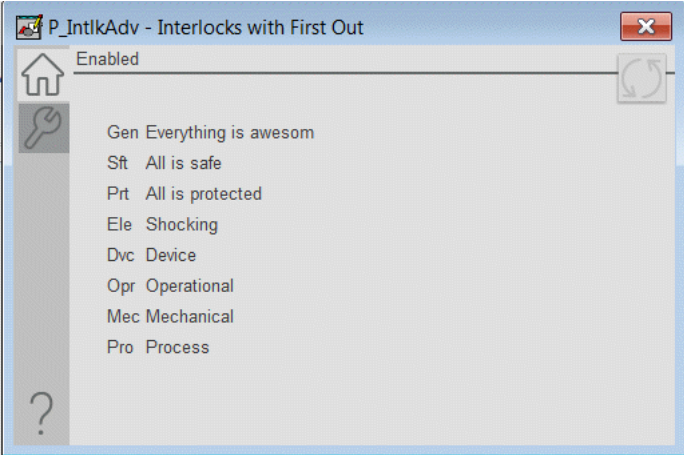 P_IntlkAdv - Interlocks with First Out
Enabled
Gen Everything is awesom
Sft All is safe
Prt All is protected
Ele Shocking
Dvc Device
Opr Operational
Mec Mechanical
Pro Process
?